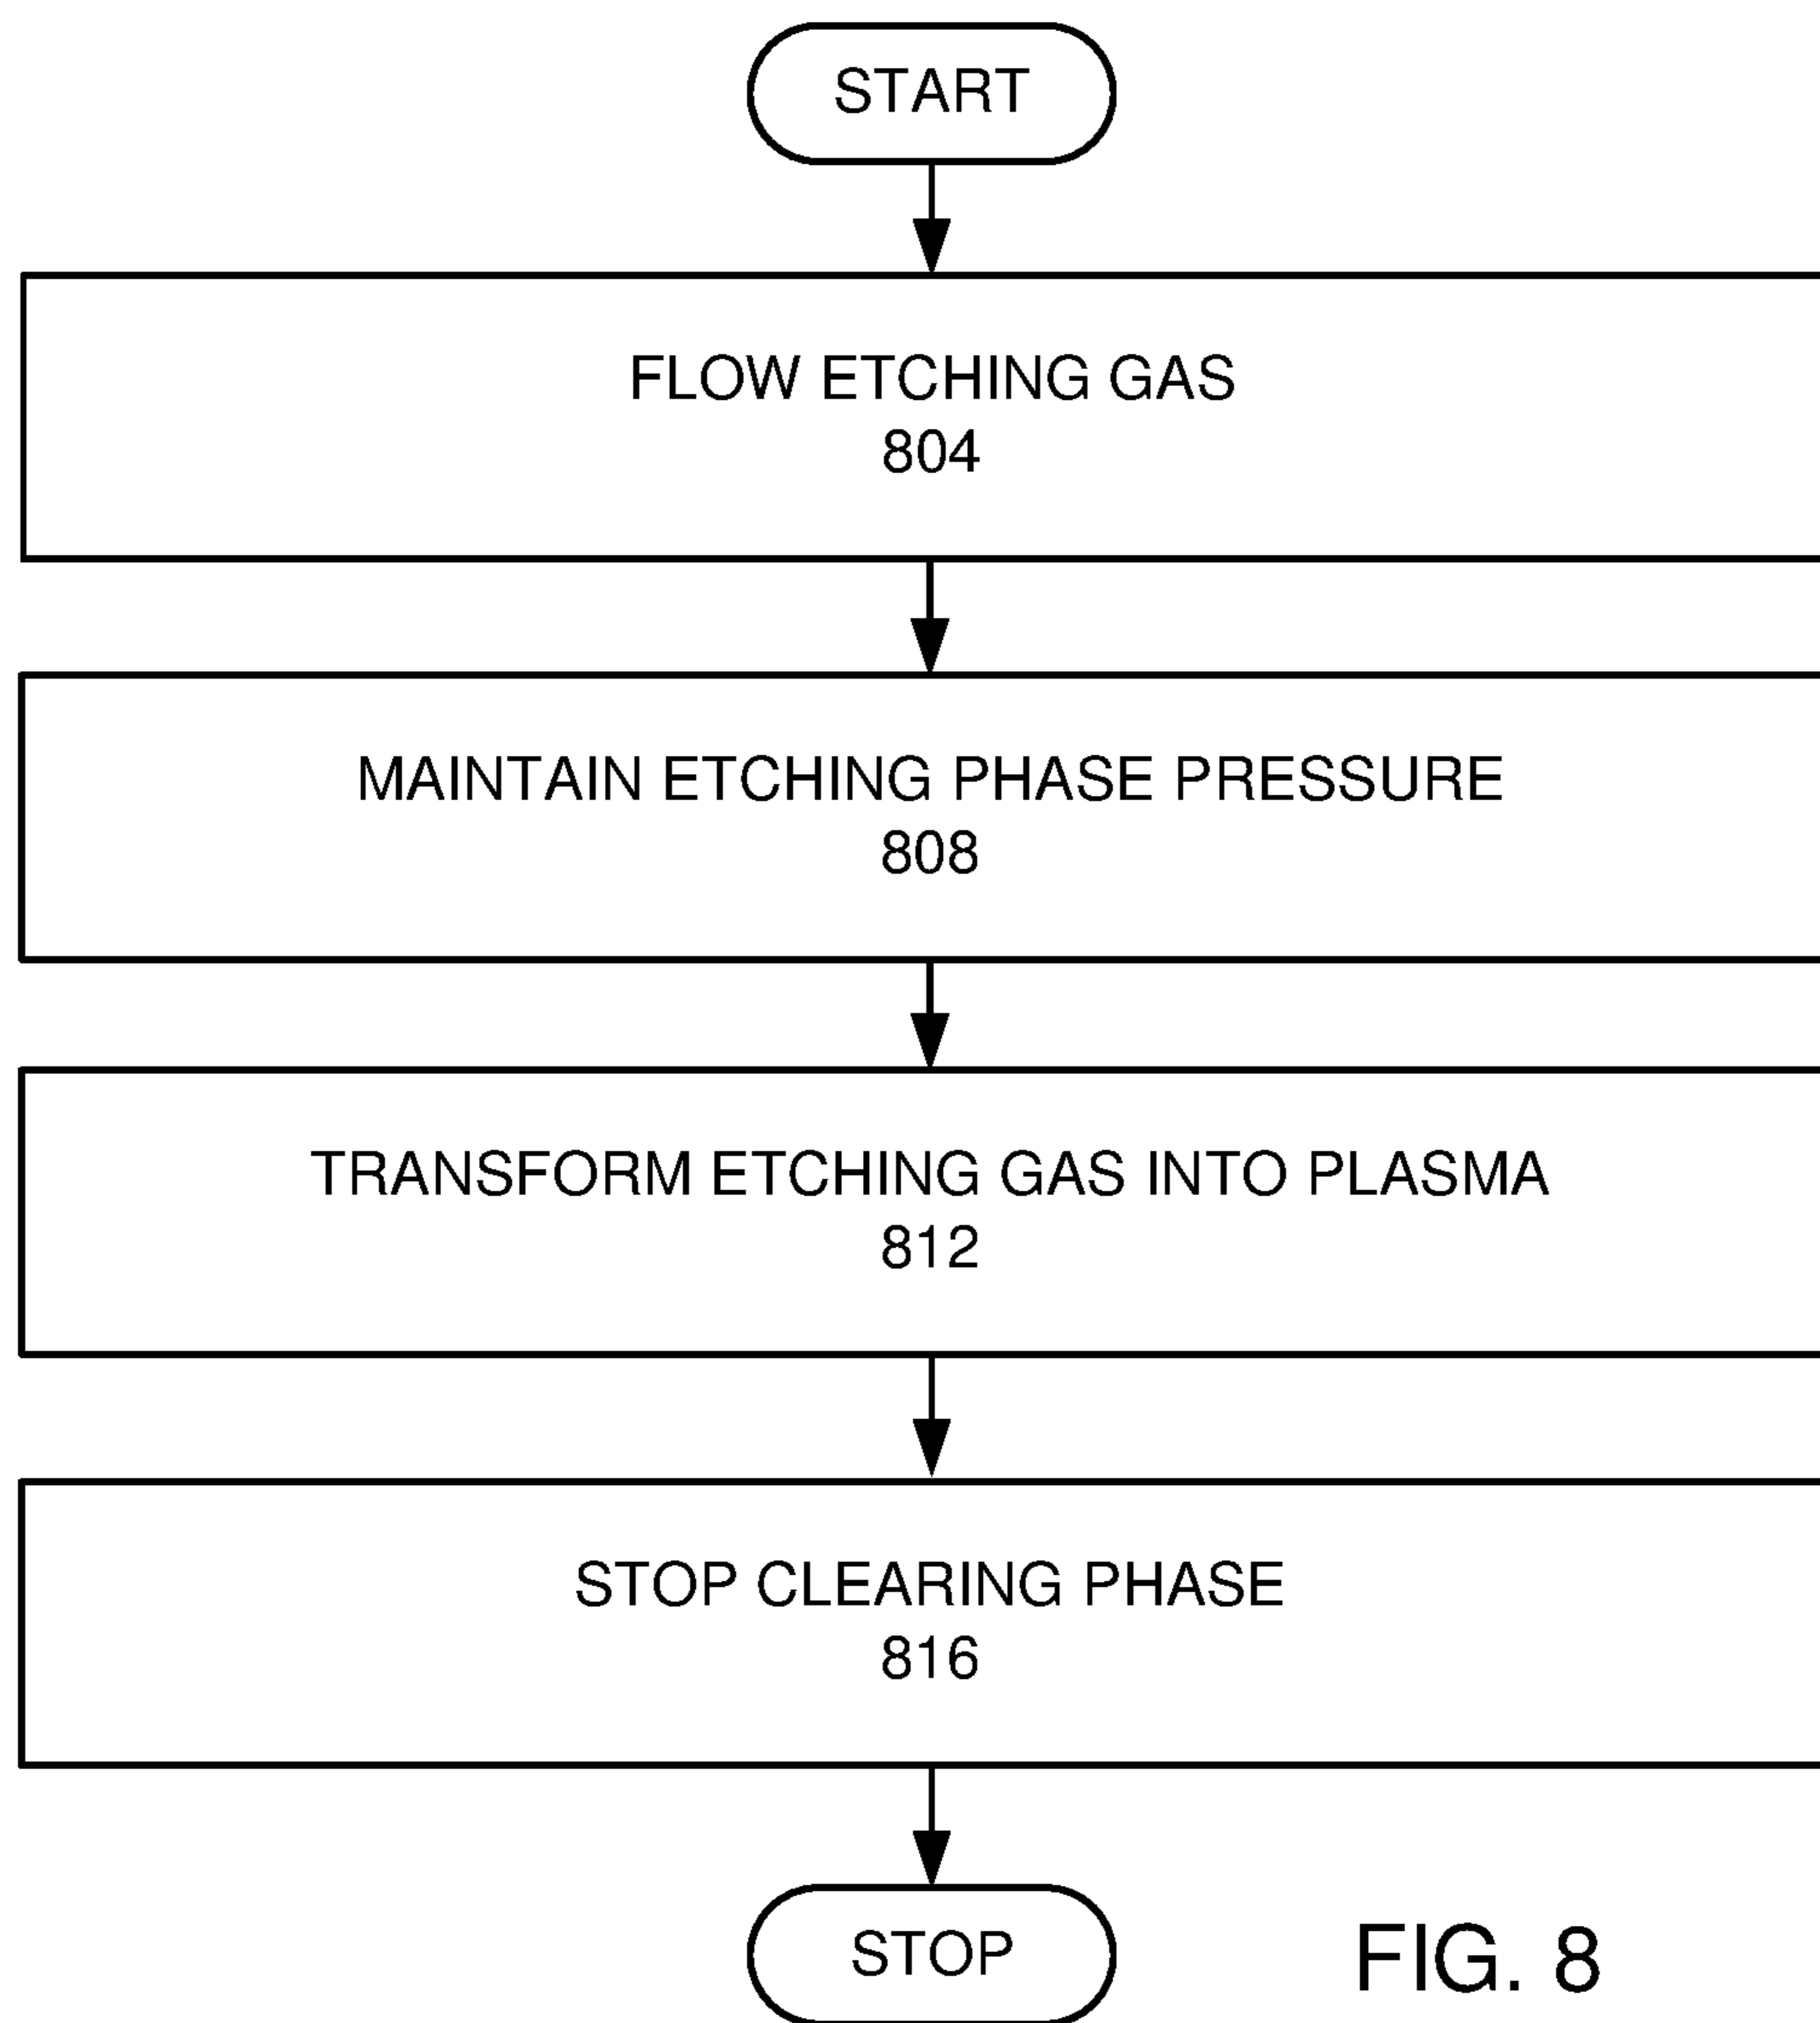 START
FLOW ETCHING GAS
804
MAINTAIN ETCHING PHASE PRESSURE
808
TRANSFORM ETCHING GAS INTO PLASMA
812
STOP CLEARING PHASE
816
STOP
FIG. 8